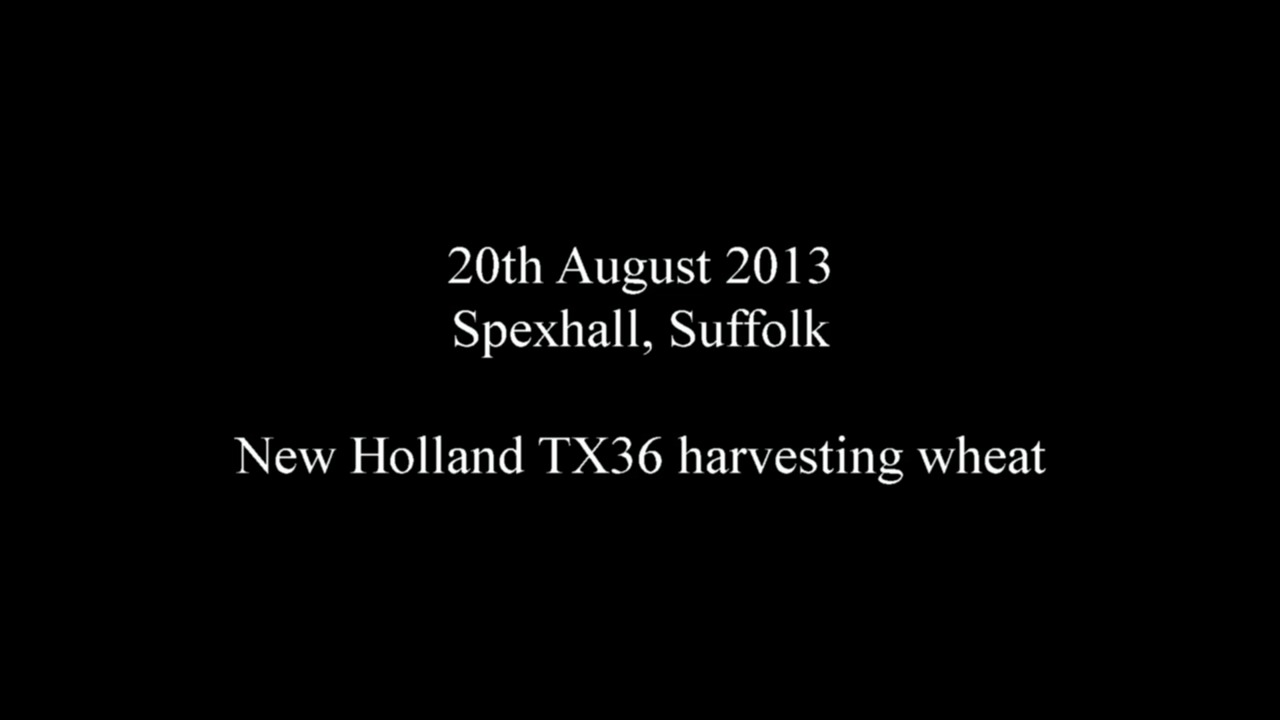 20th August 2013
Spexhall, Suffolk
New Holland TX36 harvesting wheat